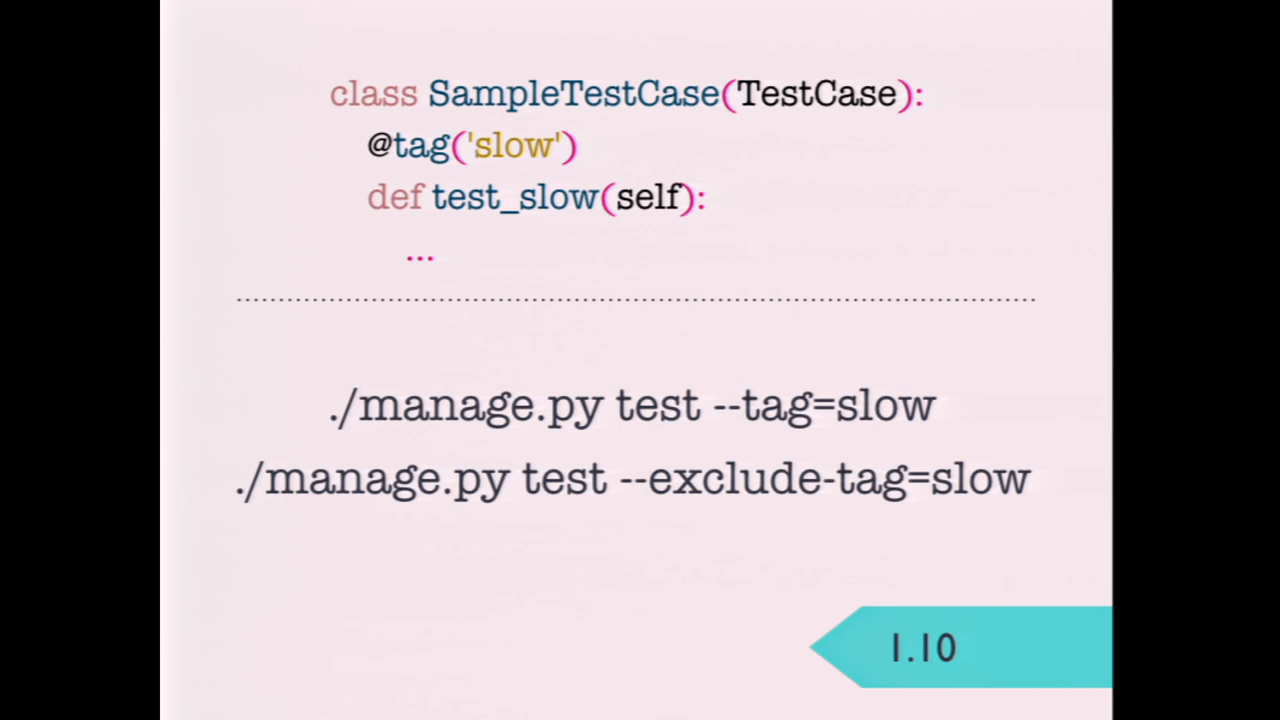 class SampleTestCase(TestCase):
@tag('slow')
def test_slow(self):
...
./manage.py test --tag=slow
./manage.py test --exclude-tag=slow
1.10